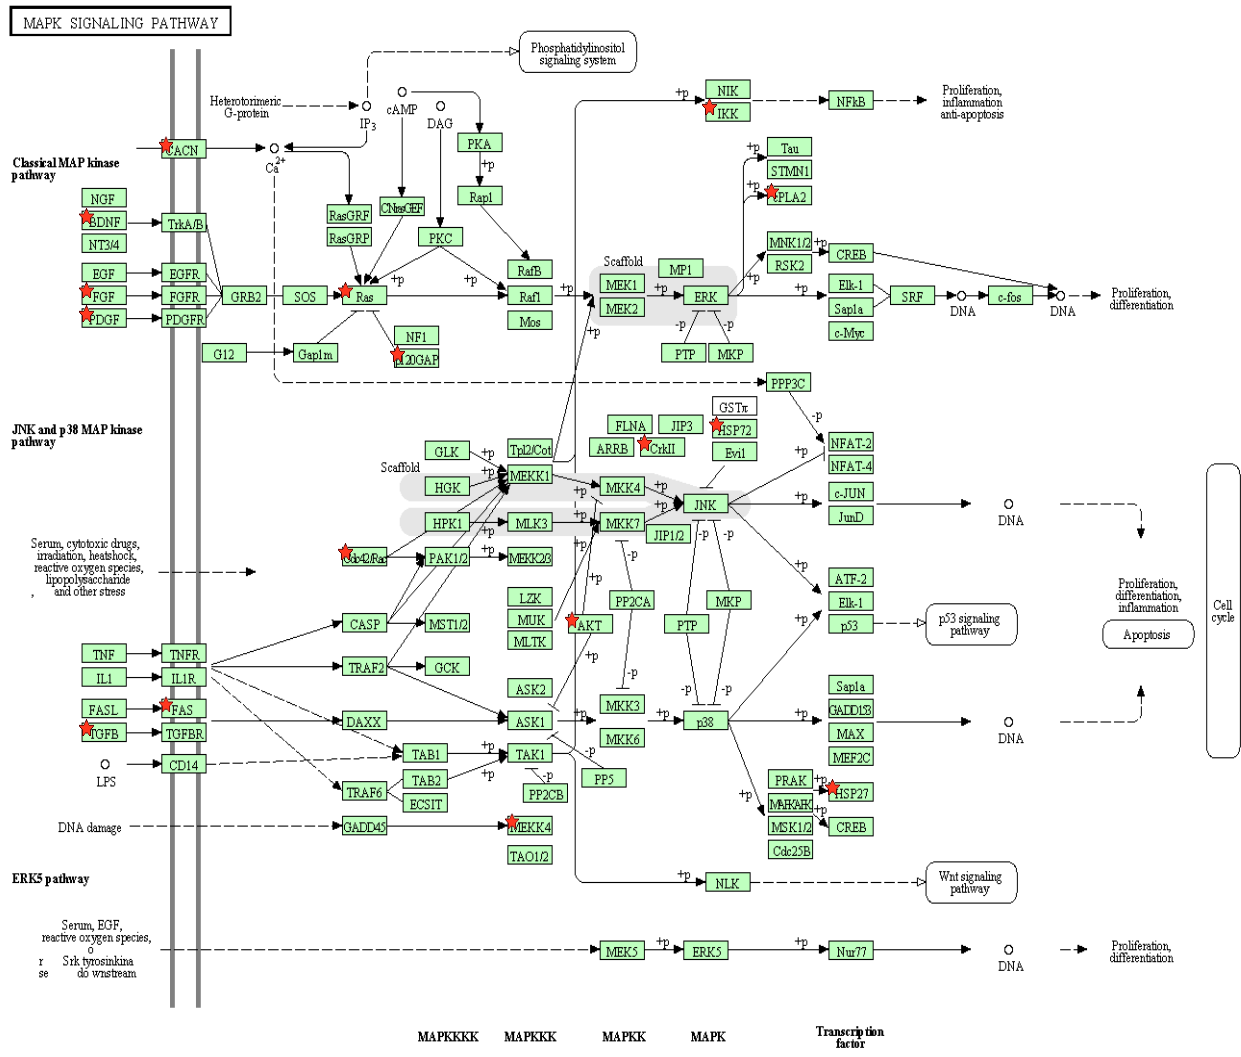 MAPK SIGNALING PATHWAY
Phosphatidylinositol
signaling system
Heterotrimeric
G-protein
IP3
cAMP
DAG
Ca2+
CACN
PKA
+p
Rap1
NIK
IKK
+p
NFkB
Proliferation,
inflammation
anti-apoptosis
Classical MAP kinase
pathway
NGF
BDNF
NT3/4
TrkA/B
EGF
EGFR
FGF
FGFR
PDGF
PDGFR
GRB2
SOS
Ras
RasGRF
RasGRP
CNrasGEF
PKC
+p
+p
RafB
Raf1
Mos
+p
+p
G12
Gap1m
NF1
p120GAP
Scaffold
MEK1
MEK2
MP1
+p
ERK
-p
-p
PTP
MKP
Tau
STMN1
cPLA2
+p
+p
MNK1/2
RSK2
+p
+p
CREB
+p
Elk-1
Sap1a
c-Myc
SRF
DNA
c-fos
DNA
Proliferation,
differentiation
PPP3C
-p
JNK and p38 MAP kinase
pathway
Scaffold
GLK
HGK
HPK1
PAK1/2
+p
+p
+p
+p
Tpl2/Cot
MEKK1
MLK3
MEKK2/3
Cdc42/Rac
LZK
MUK
MLTK
FLNA
JIP3
ARRB
CrkII
GSTπ
HSP72
Evi1
+p
+p
+p
+p
MKK4
MKK7
+p
+p
JNK
JIP1/2
NFAT-2
NFAT-4
+p
c-JUN
JunD
DNA
+p
ATF-2
Elk-1
p53
p53 signaling
pathway
Proliferation,
differentiation,
inflammation
Apoptosis
Cell
cycle
Serum, cytotoxic drugs,
irradiation, heatshock,
reactive oxygen species,
lipopolysaccharide
, and other stress
CASP
MST1/2
TRAF2
GCK
AKT
+p
+p
PP2CA
-p
-p
-p
-p
PTP
MKP
-p
-p
TNF
TNFR
IL1
IL1R
FASL
FAS
TGFB
TGFBR
LPS
CD14
DAXX
ASK2
ASK1
+p
MKK3
MKK6
+p
p38
+p
Sap1a
GADD153
MAX
MEF2C
DNA
TAB1
TAB2
ECSIT
TRAF6
+p
+p
TAK1
-p
-p
PP2CB
PP5
+p
PRAK
MAPKAPK
MSK1/2
Cdc25B
+p
+p
HSP27
CREB
DNA damage
GADD45
MEKK4
TAO1/2
+p
NLK
Wnt signaling
pathway
ERK5 pathway
Serum, EGF,
reactive oxygen species,
o
r Srk tyrosinkina
se do wnstream
MEK5
+p
ERK5
+p
Nur77
DNA
Proliferation,
differentiation
MAPKKKK
MAPKKK
MAPKK
MAPK
Transcription
factor